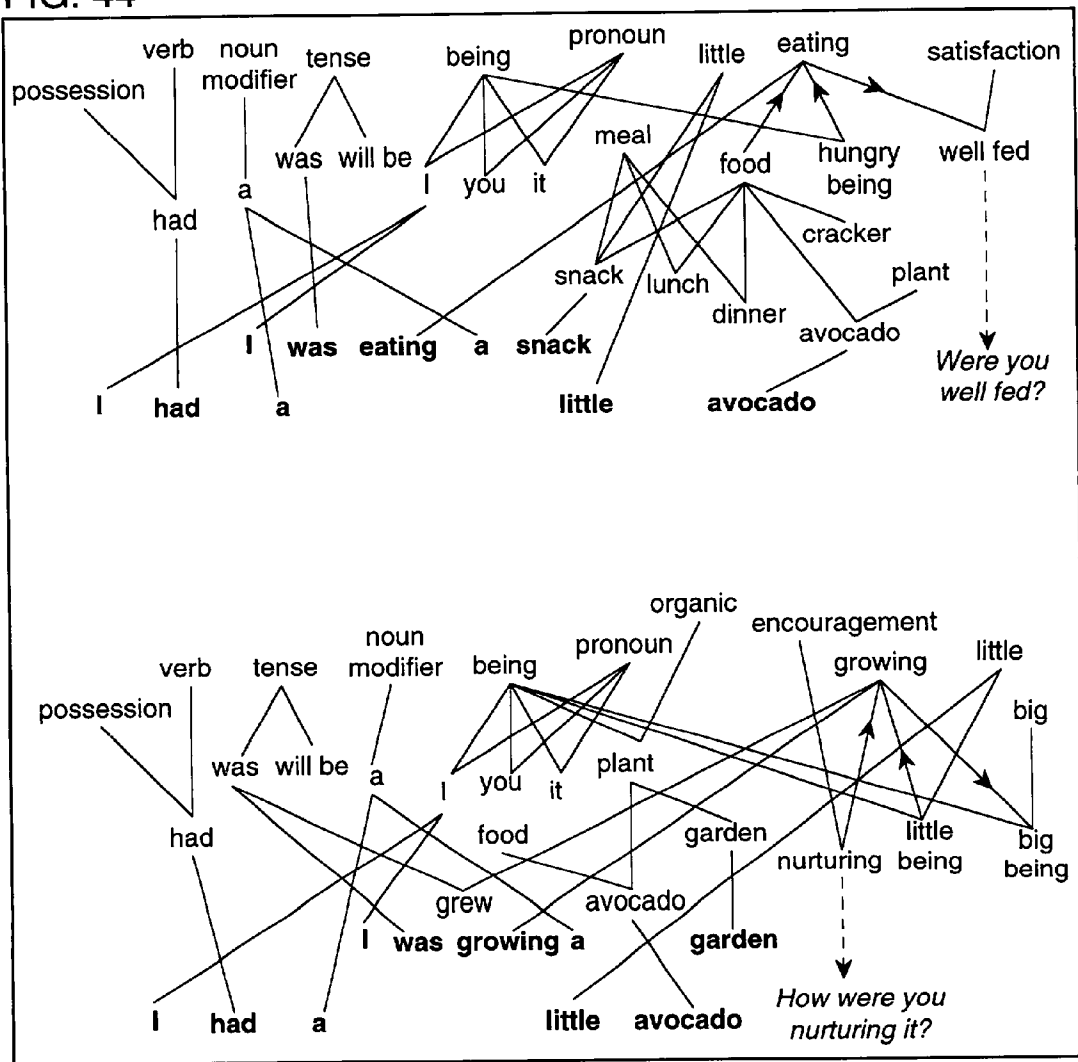 FIG. 44
verb noun modifier tense being pronoun little eating satisfaction
possession
was will be I you it meal food hungry being well fed
a
had
cracker
snack lunch dinner plant
avocado
I was eating a snack
Were you well fed?
I had a little avocado
organic
encouragement
verb tense noun modifier being pronoun growing little
possession
big
was will be a I you it plant
had food garden nurturing little being big being
grew avocado
I was growing a garden
How were you nurturing it?
I had a little avocado